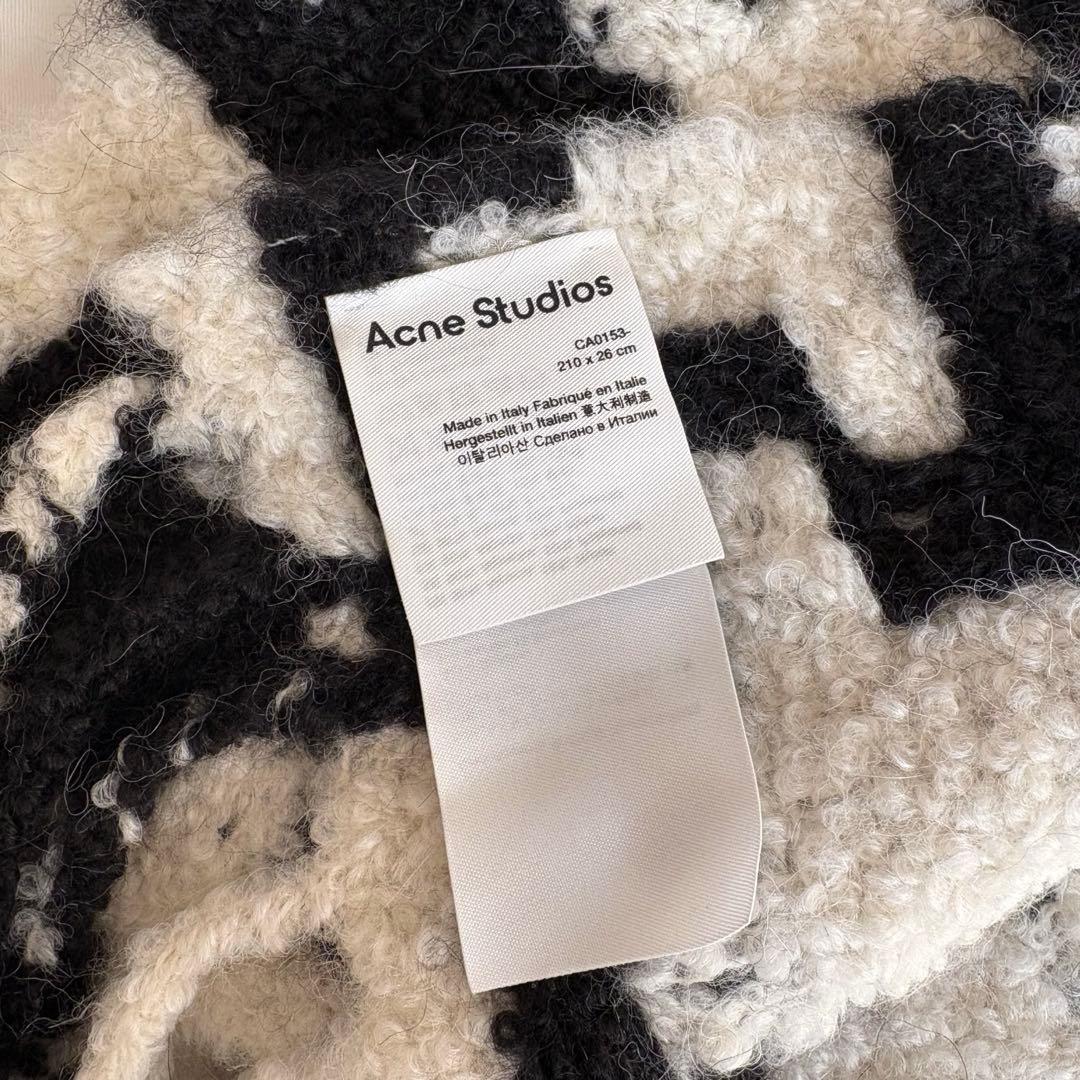 Acne Studios
CA0153-
210 x 26 cm
Made in Italy Fabriqué en Italie
Hergestellt in Italien 意大利制造
이탈리아산 Сделано в Италии